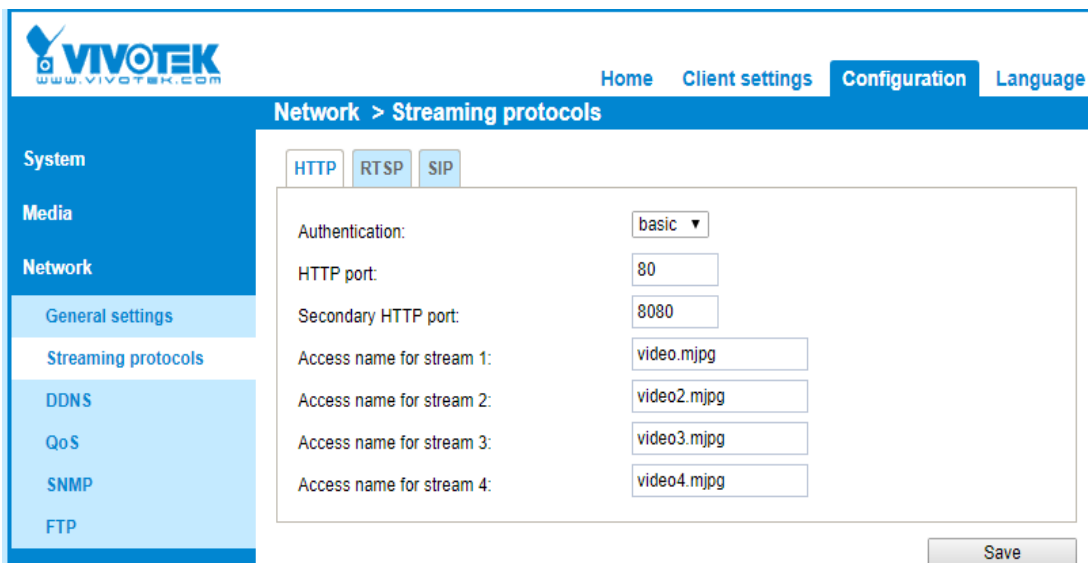 VIVOTEK
www.vivotek.com
Home Client settings Configuration Language
Network > Streaming protocols
System
Media
Network
General settings
Streaming protocols
DDNS
QoS
SNMP
FTP
HTTP RTSP SIP
Authentication: basic
HTTP port: 80
Secondary HTTP port: 8080
Access name for stream 1: video.mjpg
Access name for stream 2: video2.mjpg
Access name for stream 3: video3.mjpg
Access name for stream 4: video4.mjpg
Save